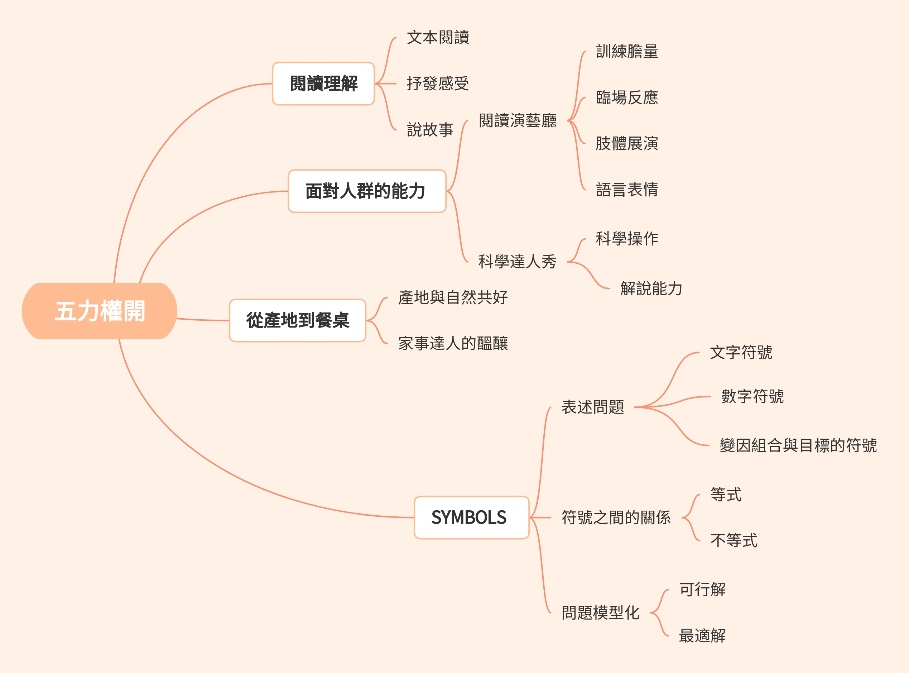 五力權開
閱讀理解
文本閱讀
抒發感受
說故事
面對人群的能力
閱讀演藝廳
訓練膽量
臨場反應
肢體展演
語言表情
科學達人秀
科學操作
解說能力
從產地到餐桌
產地與自然共好
家事達人的醞釀
SYMBOLS
表述問題
文字符號
數字符號
變因組合與目標的符號
符號之間的關係
等式
不等式
問題模型化
可行解
最適解